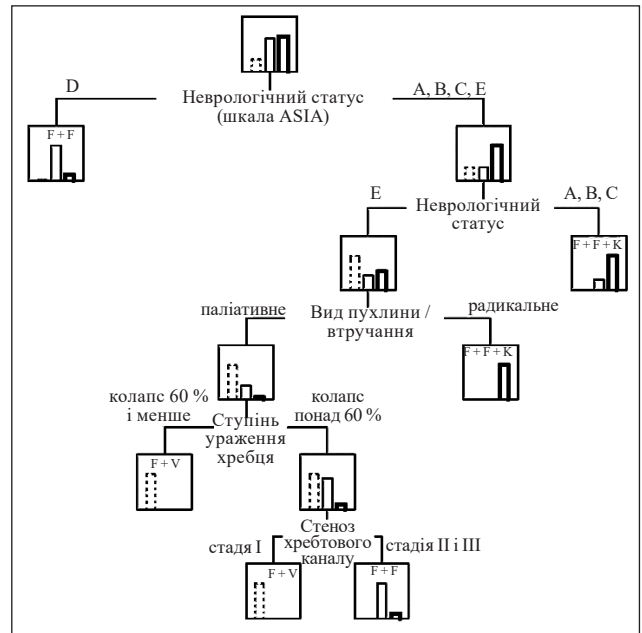 D
Неврологічний статус
(шкала ASIA)
A, B, C, E
F + F
E
Неврологічний
статус
A, B, C
F + F + K
паліативне
Вид пухлини /
втручання
радикальне
F + F + K
колапс 60 %
і менше
Ступінь
ураження
хребця
колапс
понад 60 %
F + V
Стеноз
хребтового
каналу
стадя I
стадія II і III
F + V
F + F